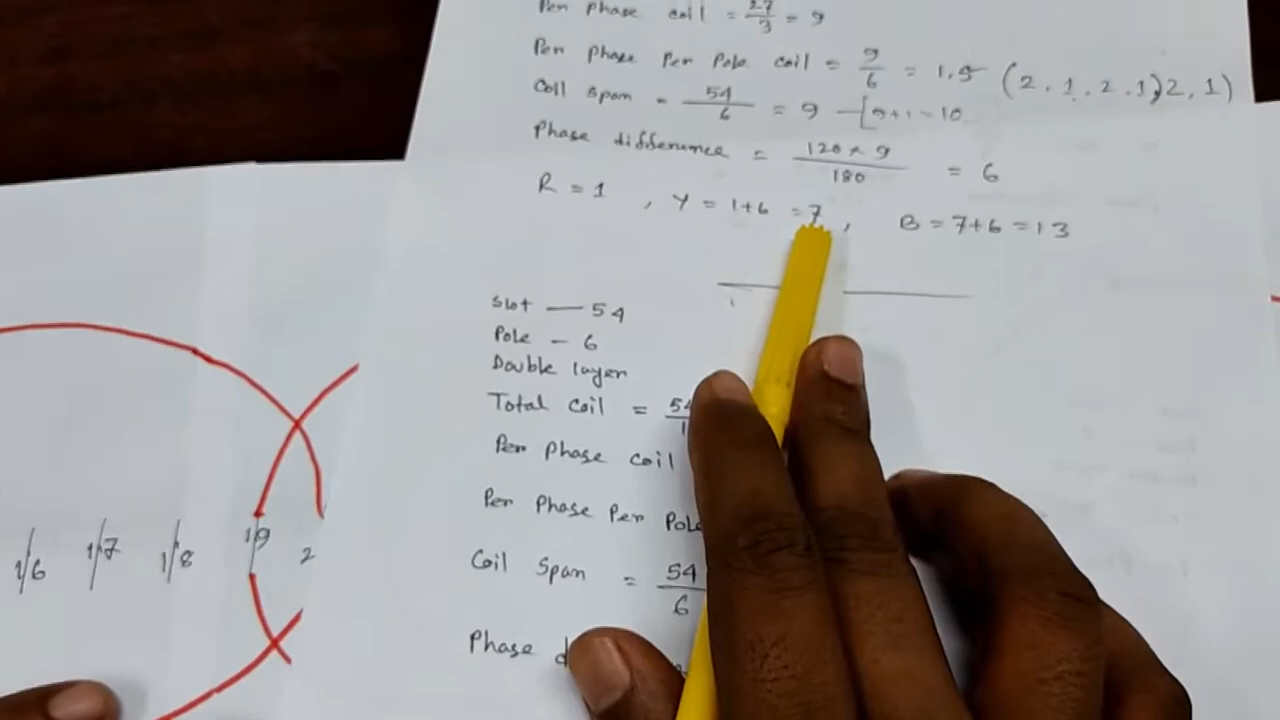 Per Phase coil = 27/3 = 9
Per Phase Per Pole coil = 9/6 = 1.5 (2.1.2.1)2,1)
Coil Span = 54/6 = 9 [9+1=10
Phase difference = 120×9/180 = 6
R = 1 , Y = 1+6 = 7 , B = 7+6 = 13
Slot — 54
Pole - 6
Double layer
Total coil = 54
Per Phase coil
Per Phase Per Pole
Coil Span = 54/6
Phase
16 17 18 19 2